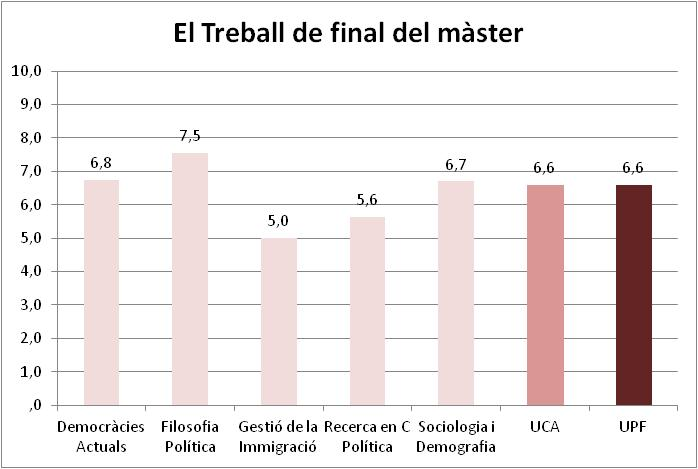 El Treball de final del màster
10,0
9,0
8,0
7,0
6,0
5,0
4,0
3,0
2,0
1,0
,0
6,8
7,5
5,0
5,6
6,7
6,6
6,6
Democràcies
Actuals
Filosofia
Política
Gestió de la
Immigració
Recerca en C
Política
Sociologia i
Demografia
UCA
UPF